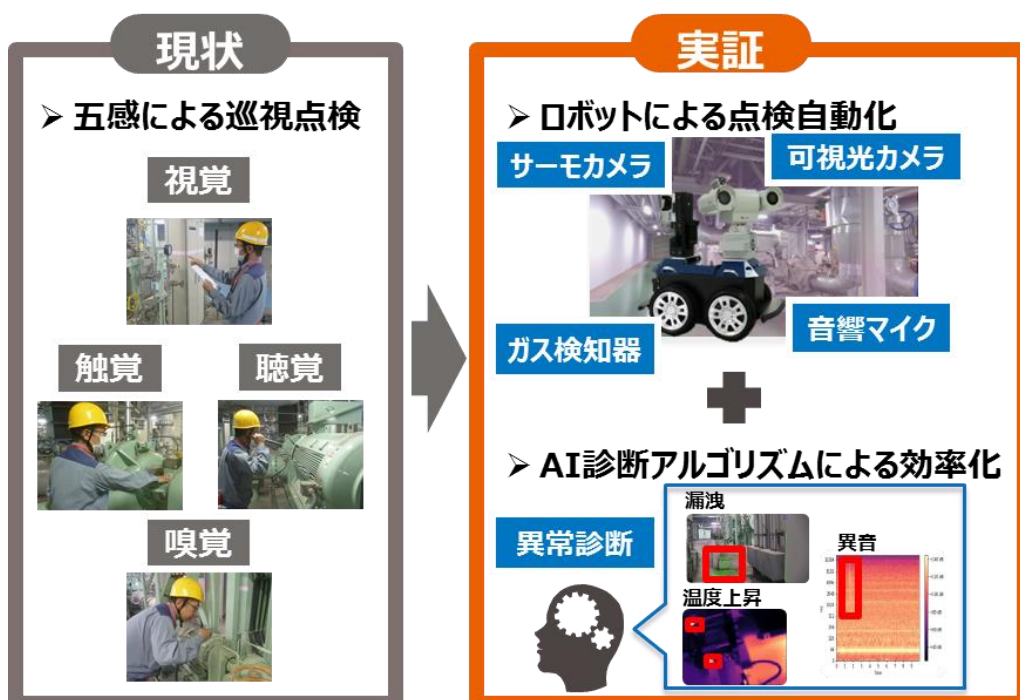 現状
➢ 五感による巡視点検
視覚
触覚
聴覚
嗅覚
実証
➢ ロボットによる点検自動化
サーモカメラ
可視光カメラ
ガス検知器
音響マイク
➢ AI診断アルゴリズムによる効率化
異常診断
漏洩
温度上昇
異音